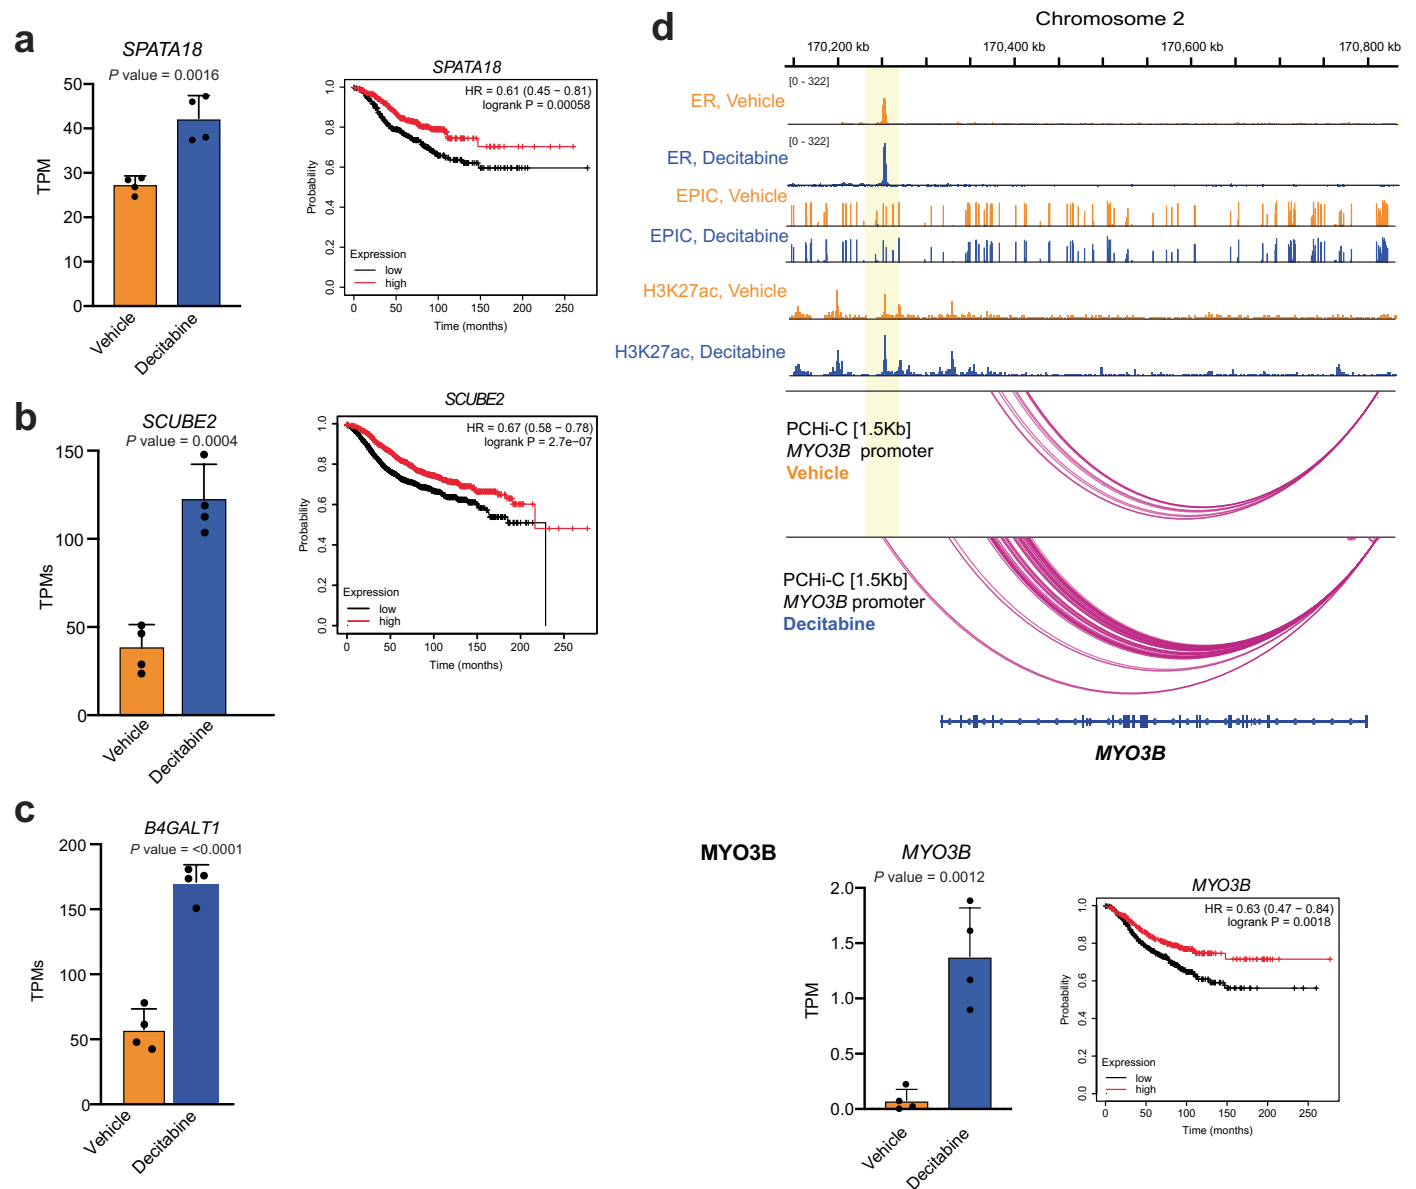 a
SPATA18
P value = 0.0016
50
40
30
20
10
0
TPM
Vehicle
Decitabine
SPATA18
HR = 0.61 (0.45 − 0.81)
logrank P = 0.00058
1.0
0.8
0.6
0.4
0.2
0.0
Probability
Expression
low
high
0 50 100 150 200 250
Time (months)
b
SCUBE2
P value = 0.0004
150
100
50
0
TPMs
Vehicle
Decitabine
SCUBE2
HR = 0.67 (0.58 − 0.78)
logrank P = 2.7e−07
1.0
0.8
0.6
0.4
0.2
0.0
Probability
Expression
low
high
0 50 100 150 200 250
Time (months)
c
B4GALT1
P value = <0.0001
200
150
100
50
0
TPMs
Vehicle
Decitabine
d
Chromosome 2
170,200 kb 170,400 kb 170,600 kb 170,800 kb
[0 - 322]
ER, Vehicle
[0 - 322]
ER, Decitabine
EPIC, Vehicle
EPIC, Decitabine
H3K27ac, Vehicle
H3K27ac, Decitabine
PCHi-C [1.5Kb]
MYO3B promoter
Vehicle
PCHi-C [1.5Kb]
MYO3B promoter
Decitabine
MYO3B
MYO3B
MYO3B
P value = 0.0012
2.0
1.5
1.0
0.5
0.0
TPM
Vehicle
Decitabine
MYO3B
HR = 0.63 (0.47 − 0.84)
logrank P = 0.0018
1.0
0.8
0.6
0.4
0.2
0.0
Probability
Expression
low
high
0 50 100 150 200 250
Time (months)